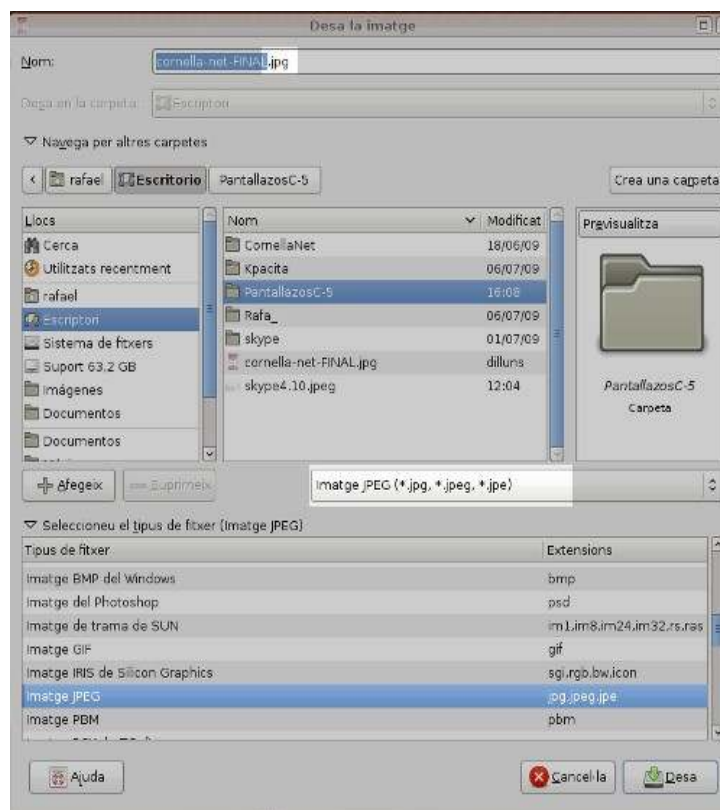 Desa la imatge
Nom: cornella-net-FINAL.jpg
Desa en la carpeta: Escriptori
Navega per altres carpetes
rafael Escritorio PantallazosC-5 Crea una carpeta
Llocs Nom Modificat Previsualitza
Cerca CornellaNet 18/06/09
Utilitzats recentment Kpacita 06/07/09
rafael PantallazosC-5 16:08
Escriptori Rafa_ 06/07/09
Sistema de fitxers skype 01/07/09
Suport 63.2 GB cornella-net-FINAL.jpg dilluns
Imágenes skype4.10.jpeg 12:04 PantallazosC-5
Documentos Carpeta
Documentos
Afegeix Suprimeix Imatge JPEG (*.jpg, *.jpeg, *.jpe)
Seleccioneu el tipus de fitxer (Imatge JPEG)
Tipus de fitxer Extensions
Imatge BMP del Windows bmp
Imatge del Photoshop psd
Imatge de trama de SUN im1,im8,im24,im32,rs,ras
Imatge GIF gif
Imatge IRIS de Silicon Graphics sgi,rgb,bw,icon
Imatge JPEG jpg,jpeg,jpe
Imatge PBM pbm
Ajuda Cancel·la Desa